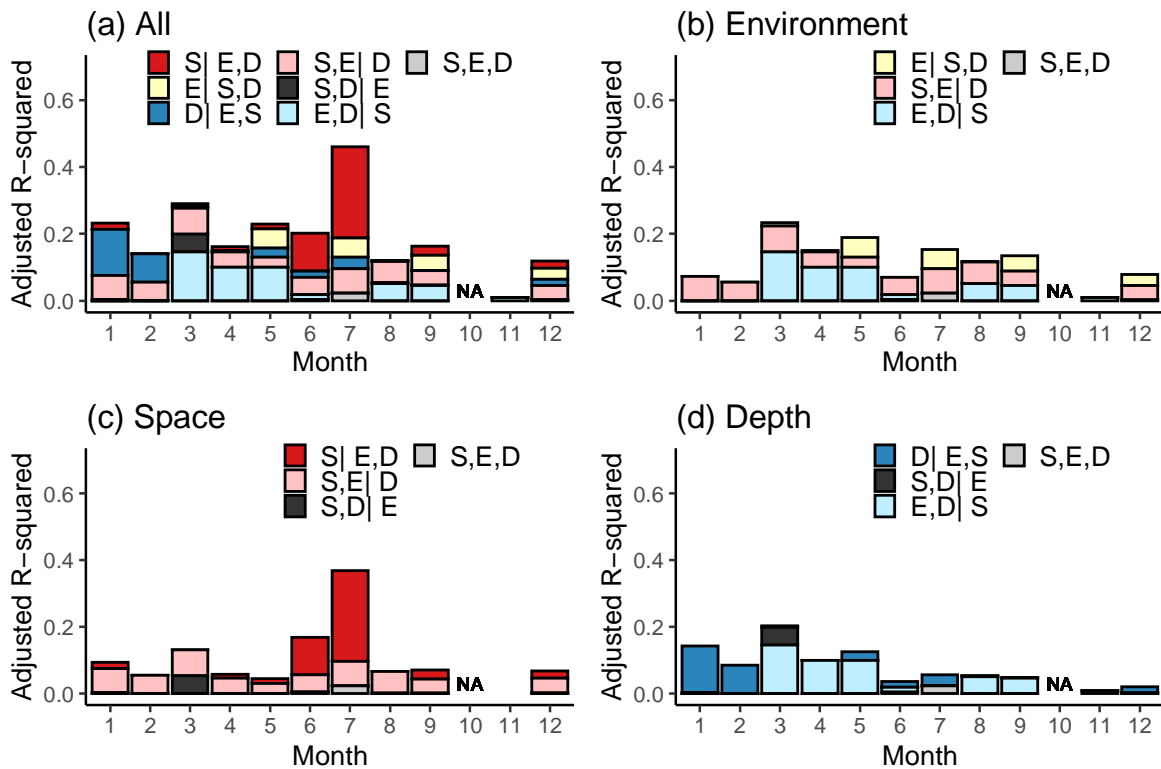 (a) All
S| E,D S,E| D S,E,D
E| S,D S,D| E
D| E,S E,D| S
Adjusted R−squared
0.6
0.4
0.2
0.0
NA
1 2 3 4 5 6 7 8 9 10 11 12
Month
(b) Environment
E| S,D S,E,D
S,E| D
E,D| S
Adjusted R−squared
0.6
0.4
0.2
0.0
NA
1 2 3 4 5 6 7 8 9 10 11 12
Month
(c) Space
S| E,D S,E,D
S,E| D
S,D| E
Adjusted R−squared
0.6
0.4
0.2
0.0
NA
1 2 3 4 5 6 7 8 9 10 11 12
Month
(d) Depth
D| E,S S,E,D
S,D| E
E,D| S
Adjusted R−squared
0.6
0.4
0.2
0.0
NA
1 2 3 4 5 6 7 8 9 10 11 12
Month